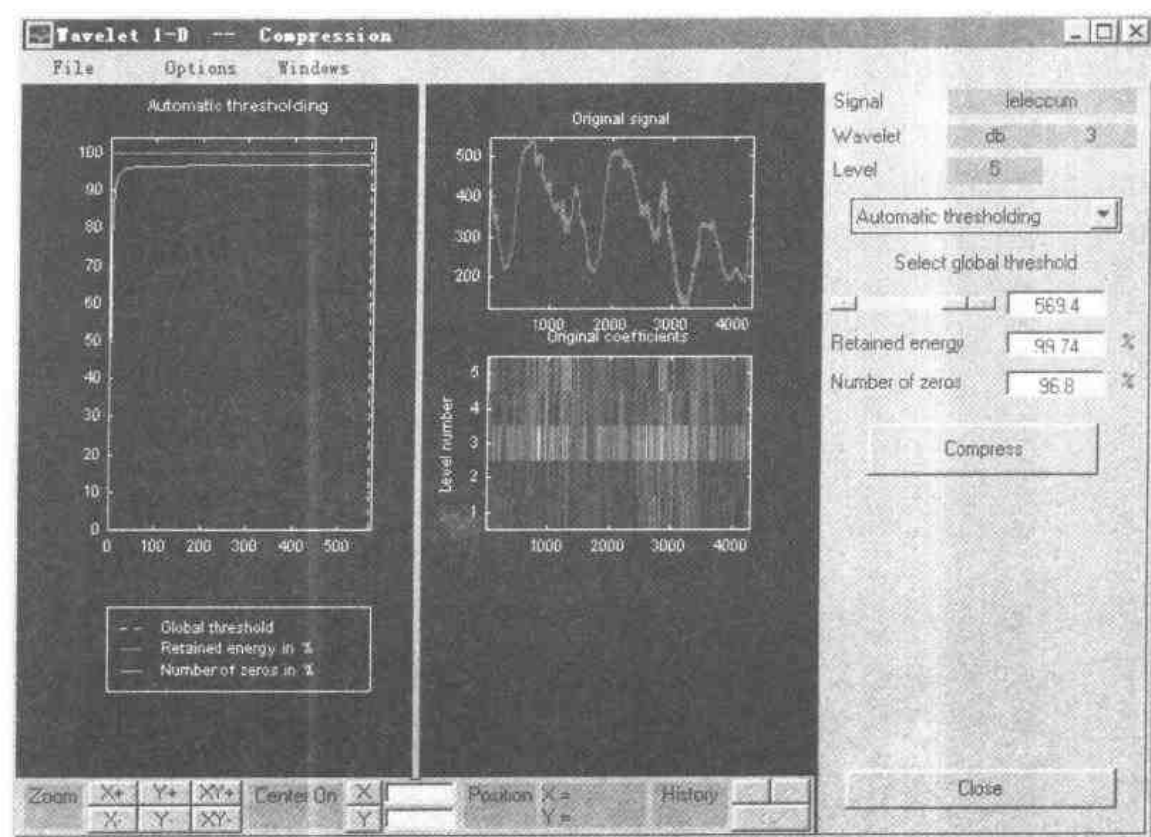 Wavelet 1-D -- Compression
File Options Windows
Automatic thresholding
100
90
80
70
60
50
40
30
20
10
0
0 100 200 300 400 500
Global threshold
Retained energy in %
Number of zeros in %
Original signal
500
400
300
200
1000 2000 3000 4000
Original coefficients
Level number
5
4
3
2
1
1000 2000 3000 4000
Signal leleccum
Wavelet db 3
Level 5
Automatic thresholding
Select global threshold
569.4
Retained energy 99.74 %
Number of zeros 96.8 %
Compress
Close
Zoom X+ Y+ XY+ Center On X Position X = History
X- Y- XY- Y Y =